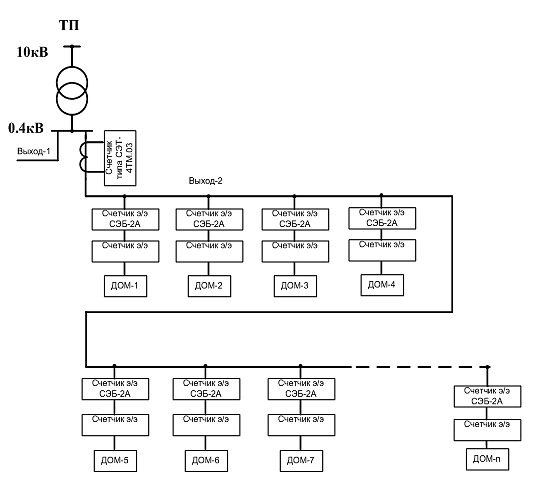 ТП
10кВ
0.4кВ
Выход-1
Счетчик
типа СЭТ-
4ТМ.03
Выход-2
Счетчик э/э
СЭБ-2А
Счетчик э/э
СЭБ-2А
Счетчик э/э
СЭБ-2А
Счетчик э/э
СЭБ-2А
Счетчик э/э
Счетчик э/э
Счетчик э/э
Счетчик э/э
ДОМ-1
ДОМ-2
ДОМ-3
ДОМ-4
Счетчик э/э
СЭБ-2А
Счетчик э/э
СЭБ-2А
Счетчик э/э
СЭБ-2А
Счетчик э/э
СЭБ-2А
Счетчик э/э
Счетчик э/э
Счетчик э/э
Счетчик э/э
ДОМ-5
ДОМ-6
ДОМ-7
ДОМ-n